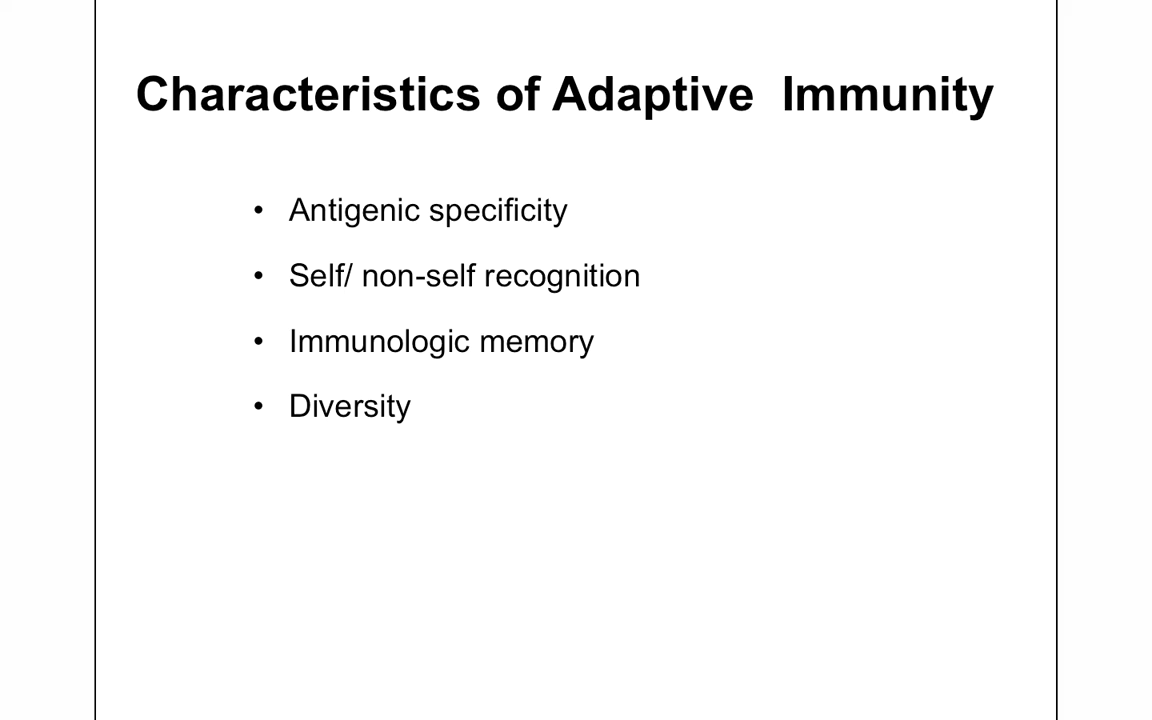 Characteristics of Adaptive  Immunity
• Antigenic specificity
• Self/ non-self recognition
• Immunologic memory
• Diversity